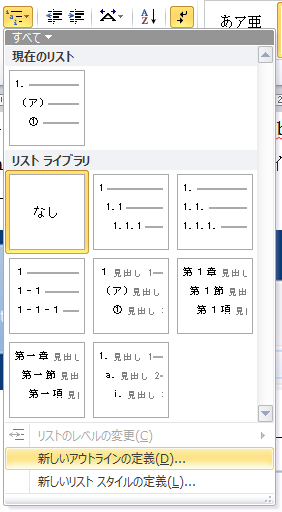 あア亜
A
Z
すべて
現在のリスト
1.
(ア)
①
リスト ライブラリ
なし
1
1.1
1.1.1
1.
1.1.
1.1.1.
1
1-1
1-1-1
1 見出し 1
(ア) 見出し
① 見出し
第 1 章 見出し
第 1 節 見出
第 1 項 見出
第一章 見出し
第一節 見出
第一項 見出
1. 見出し 1
a. 見出し 2
i. 見出し
リストのレベルの変更(C)
新しいアウトラインの定義(D)...
新しいリスト スタイルの定義(L)...